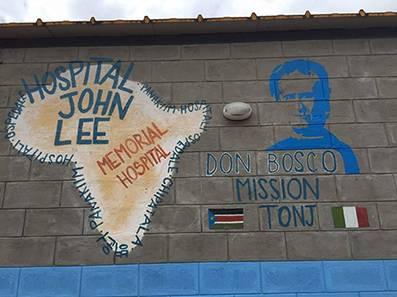 HOSPITAL
JOHN
LEE
MEMORIAL
HOSPITAL
DON BOSCO
MISSION
TONJ